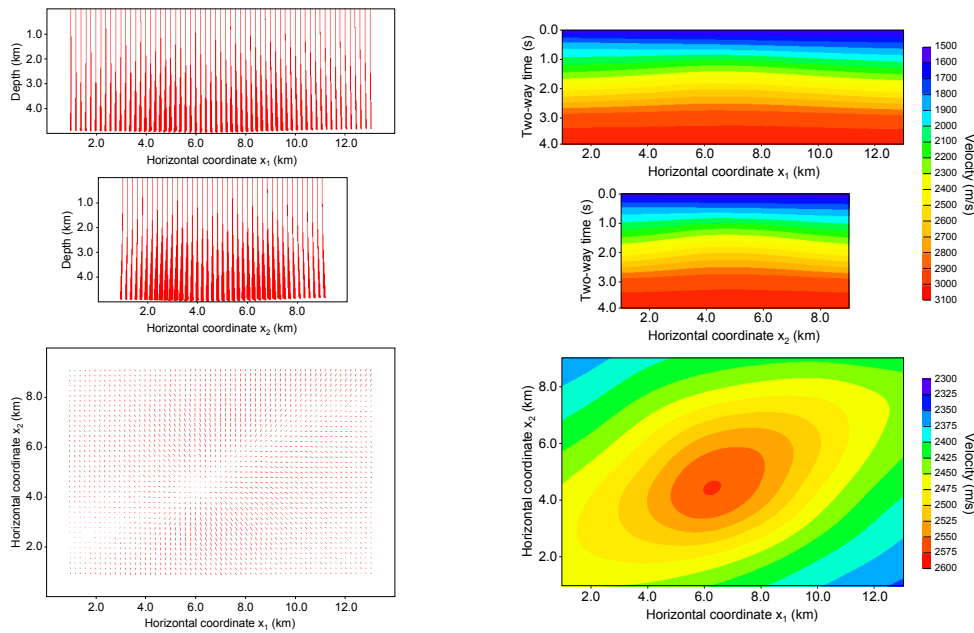 1.0
2.0
3.0
4.0
Depth (km)
2.0 4.0 6.0 8.0 10.0 12.0
Horizontal coordinate x1 (km)
1.0
2.0
3.0
4.0
Depth (km)
2.0 4.0 6.0 8.0
Horizontal coordinate x2 (km)
8.0
6.0
4.0
2.0
Horizontal coordinate x2 (km)
2.0 4.0 6.0 8.0 10.0 12.0
Horizontal coordinate x1 (km)
0.0
1.0
2.0
3.0
4.0
Two-way time (s)
2.0 4.0 6.0 8.0 10.0 12.0
Horizontal coordinate x1 (km)
0.0
1.0
2.0
3.0
4.0
Two-way time (s)
2.0 4.0 6.0 8.0
Horizontal coordinate x2 (km)
1500
1600
1700
1800
1900
2000
2100
2200
2300
2400
2500
2600
2700
2800
2900
3000
3100
Velocity (m/s)
8.0
6.0
4.0
2.0
Horizontal coordinate x2 (km)
2.0 4.0 6.0 8.0 10.0 12.0
Horizontal coordinate x1 (km)
2300
2325
2350
2375
2400
2425
2450
2475
2500
2525
2550
2575
2600
Velocity (m/s)